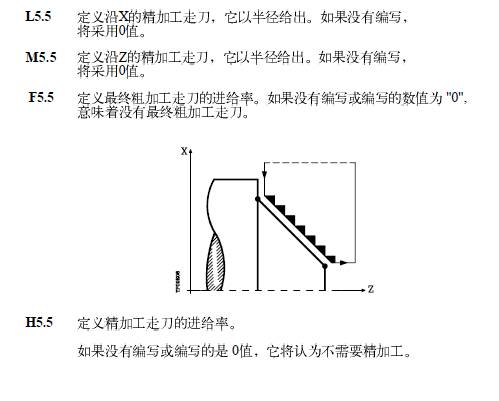 L5.5 定义沿X的精加工走刀，它以半径给出。如果没有编写，
将采用0值。
M5.5 定义沿Z的精加工走刀，它以半径给出。如果没有编写，
将采用0值。
F5.5 定义最终粗加工走刀的进给率。如果没有编写或编写的数值为 "0",
意味着没有最终粗加工走刀。
X
Z
H5.5 定义精加工走刀的进给率。
如果没有编写或编写的是 0值，它将认为不需要精加工。